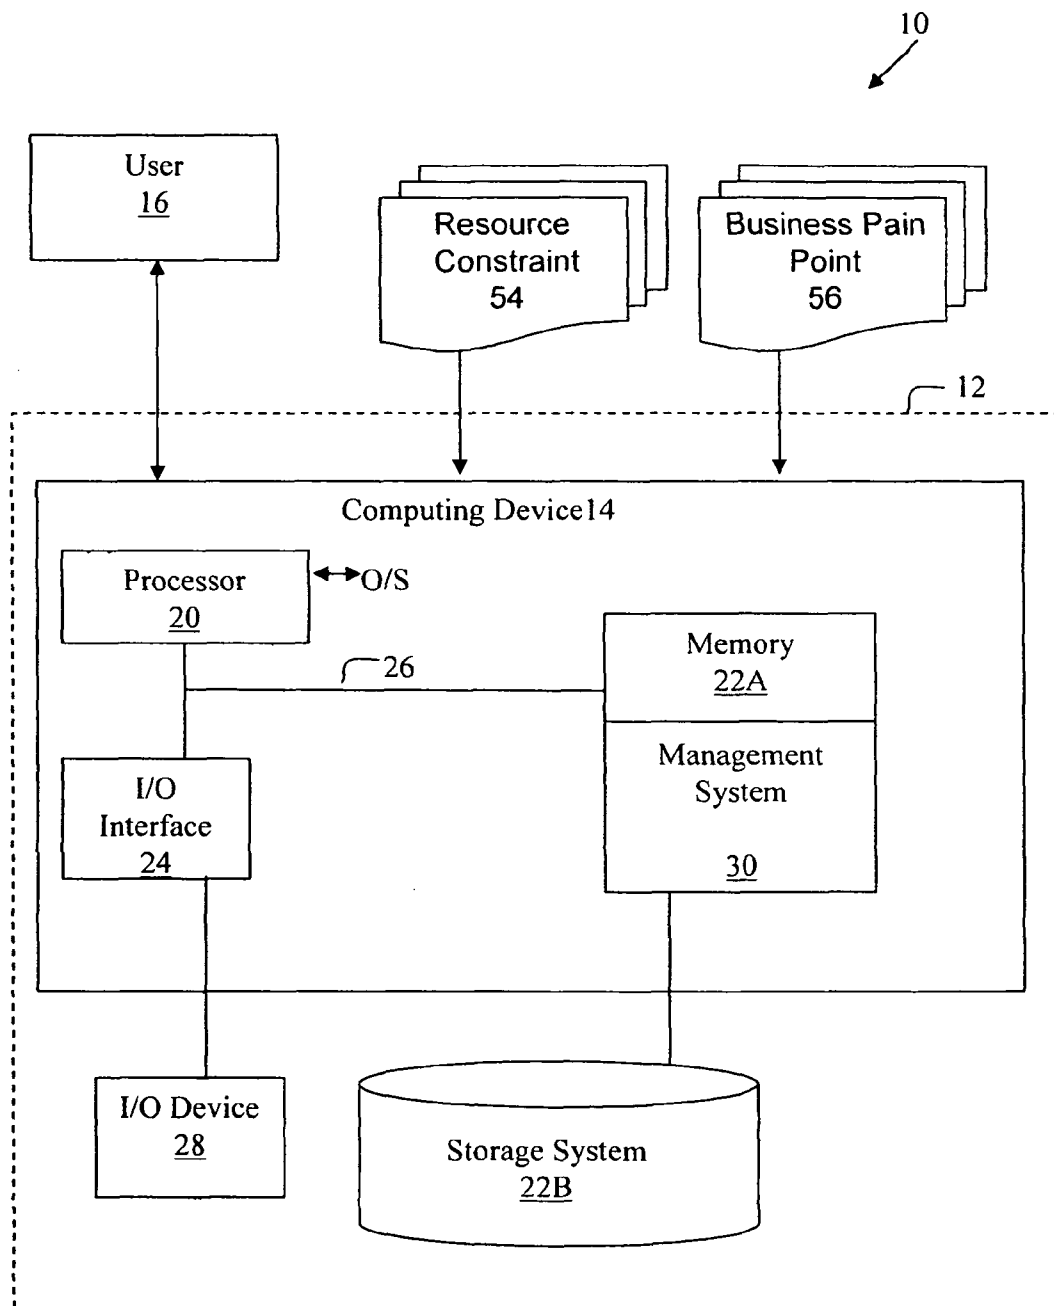 10
User
16
Resource
Constraint
54
Business Pain
Point
56
12
Computing Device14
Processor
20
O/S
26
Memory
22A
Management
System
30
I/O
Interface
24
I/O Device
28
Storage System
22B